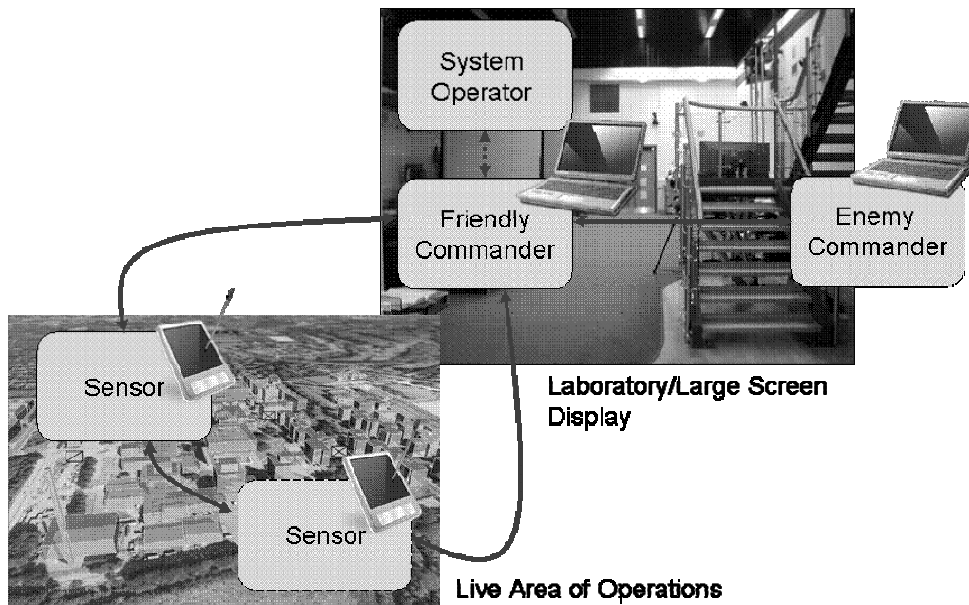 System
Operator
Friendly
Commander
Enemy
Commander
Sensor
Laboratory/Large Screen
Display
Sensor
Live Area of Operations